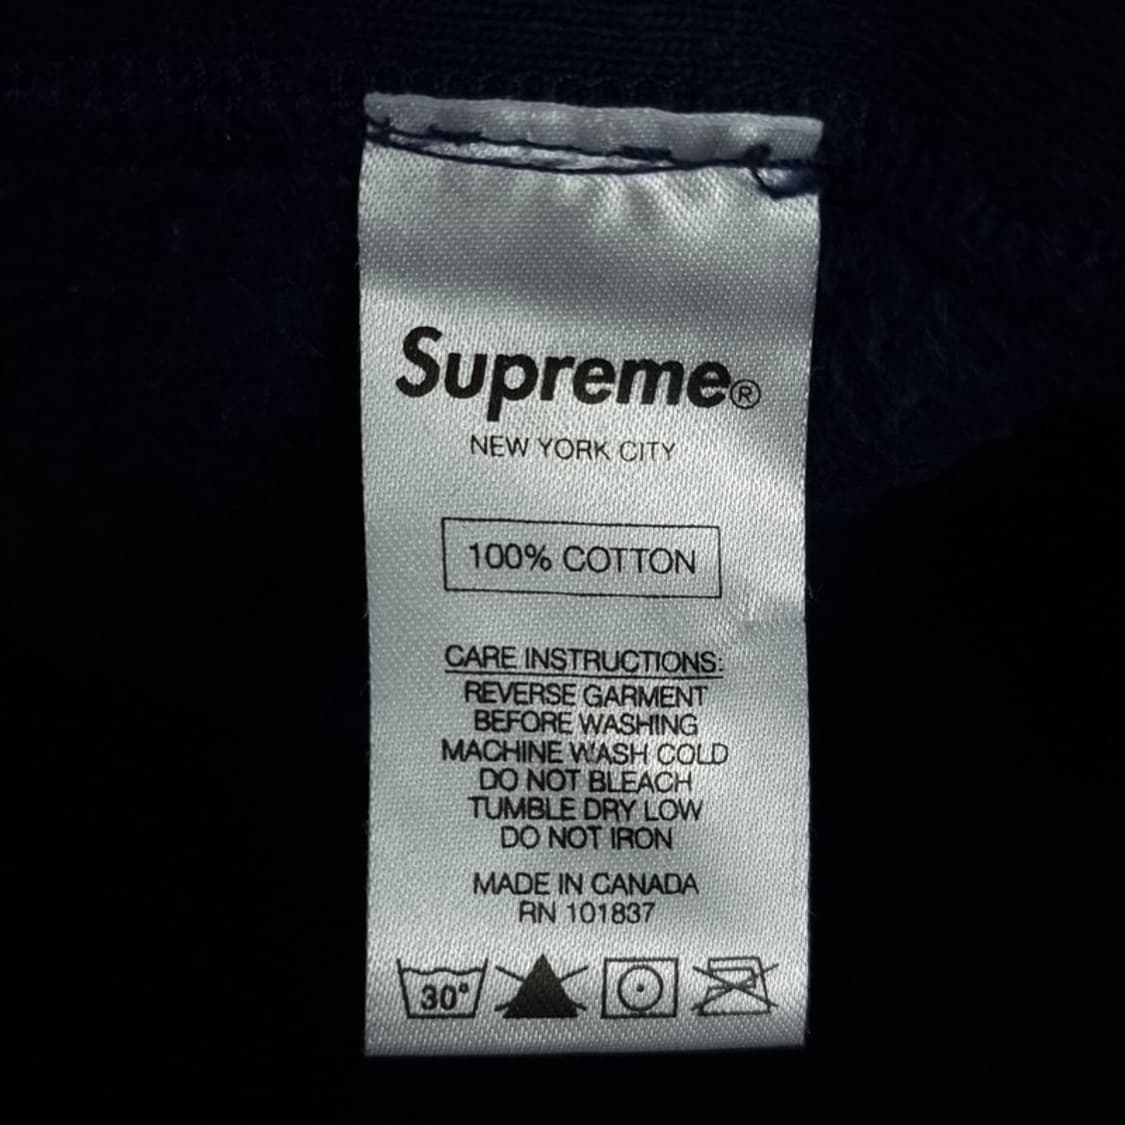 Supreme®
NEW YORK CITY
100% COTTON
CARE INSTRUCTIONS:
REVERSE GARMENT
BEFORE WASHING
MACHINE WASH COLD
DO NOT BLEACH
TUMBLE DRY LOW
DO NOT IRON
MADE IN CANADA
RN 101837
30°